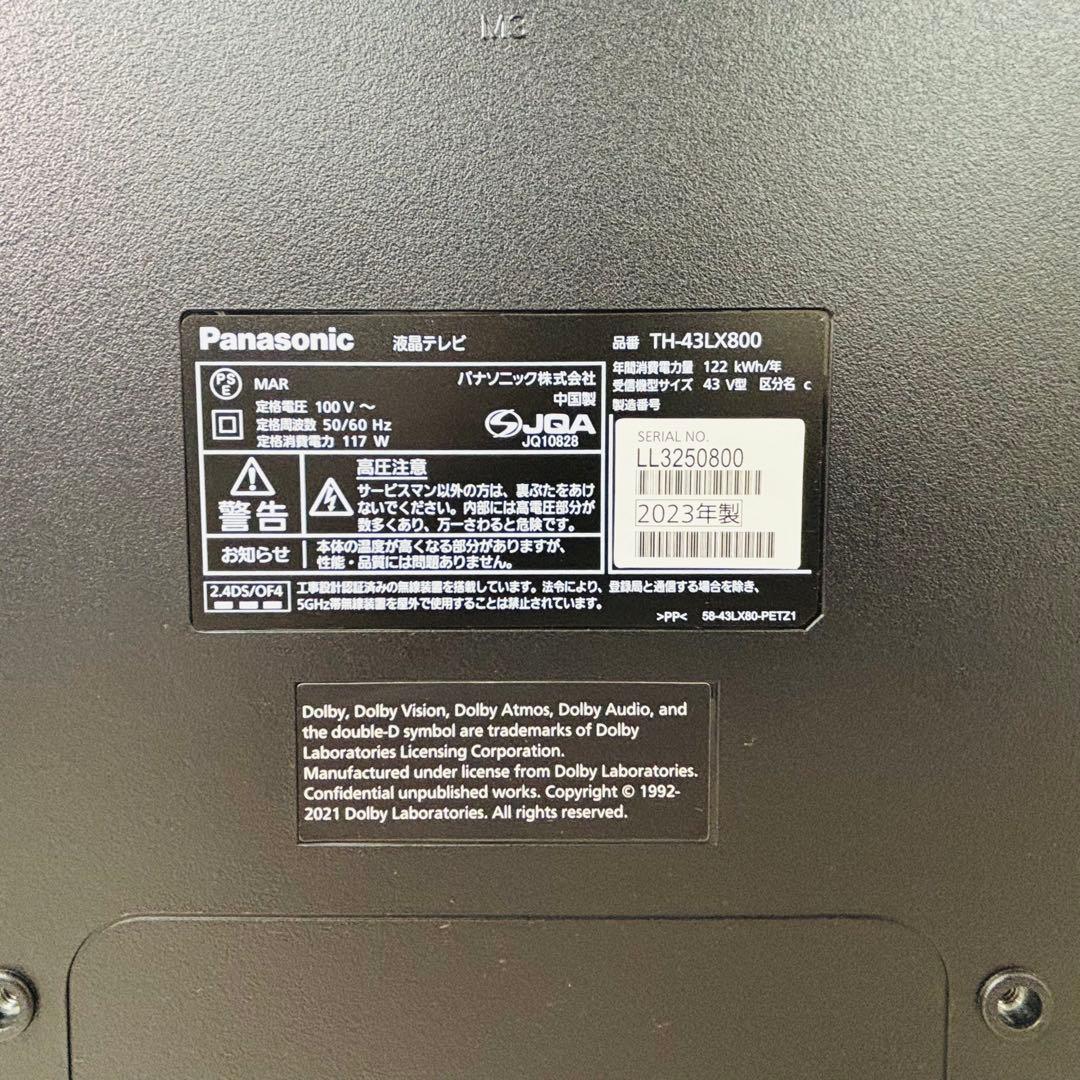 M3
Panasonic 液晶テレビ 品番 TH-43LX800
年間消費電力量 122 kWh/年
受信機型サイズ 43 V型 区分名 c
製造番号
PS
E
MAR
パナソニック株式会社
中国製
定格電圧 100 V ～
定格周波数 50/60 Hz
定格消費電力 117 W
JQA
JQ10828
SERIAL NO.
LL3250800
2023年製
警告
高圧注意
サービスマン以外の方は、裏ぶたをあけ
ないでください。内部には高電圧部分が
数多くあり、万一さわると危険です。
お知らせ
本体の温度が高くなる部分がありますが、
性能・品質には問題ありません。
2.4DS/OF4
工事設計認証済みの無線装置を搭載しています。法令により、登録局と通信する場合を除き、
5GHz帯無線装置を屋外で使用することは禁止されています。
>PP< 58-43LX80-PETZ1
Dolby, Dolby Vision, Dolby Atmos, Dolby Audio, and
the double-D symbol are trademarks of Dolby
Laboratories Licensing Corporation.
Manufactured under license from Dolby Laboratories.
Confidential unpublished works. Copyright © 1992-
2021 Dolby Laboratories. All rights reserved.